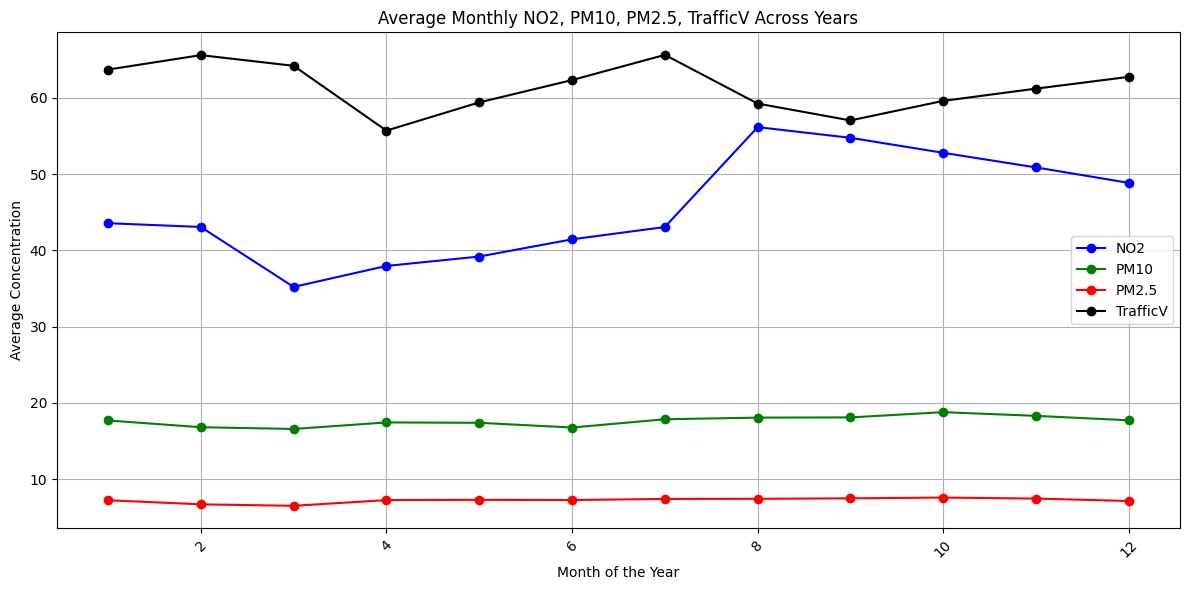 Average Monthly NO2, PM10, PM2.5, TrafficV Across Years
Average Concentration
60
50
40
30
20
10
NO2
PM10
PM2.5
TrafficV
2
4
6
8
10
12
Month of the Year